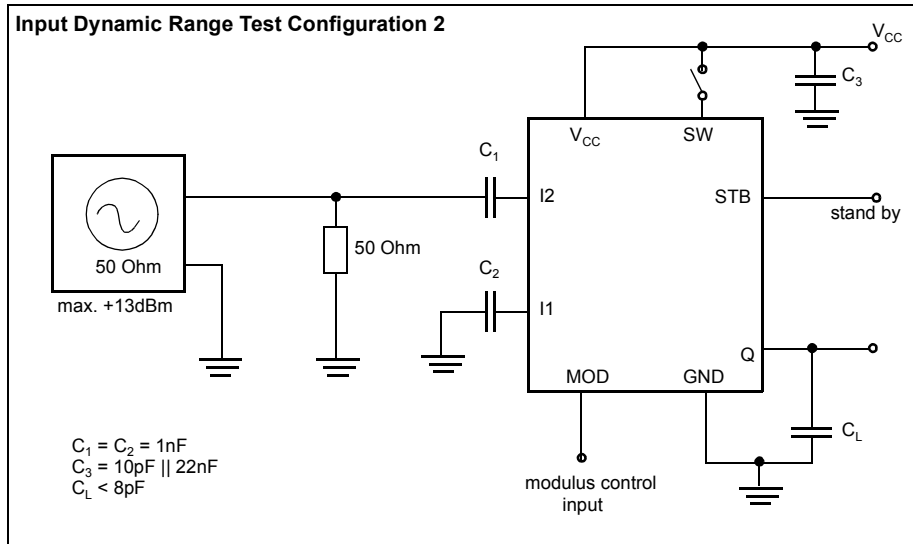 Input Dynamic Range Test Configuration 2
V_CC
C_3
V_CC
SW
C_1
I2
STB
stand by
50 Ohm
50 Ohm
C_2
max. +13dBm
I1
Q
MOD
GND
C_L
C_1 = C_2 = 1nF
C_3 = 10pF || 22nF
C_L < 8pF
modulus control
input